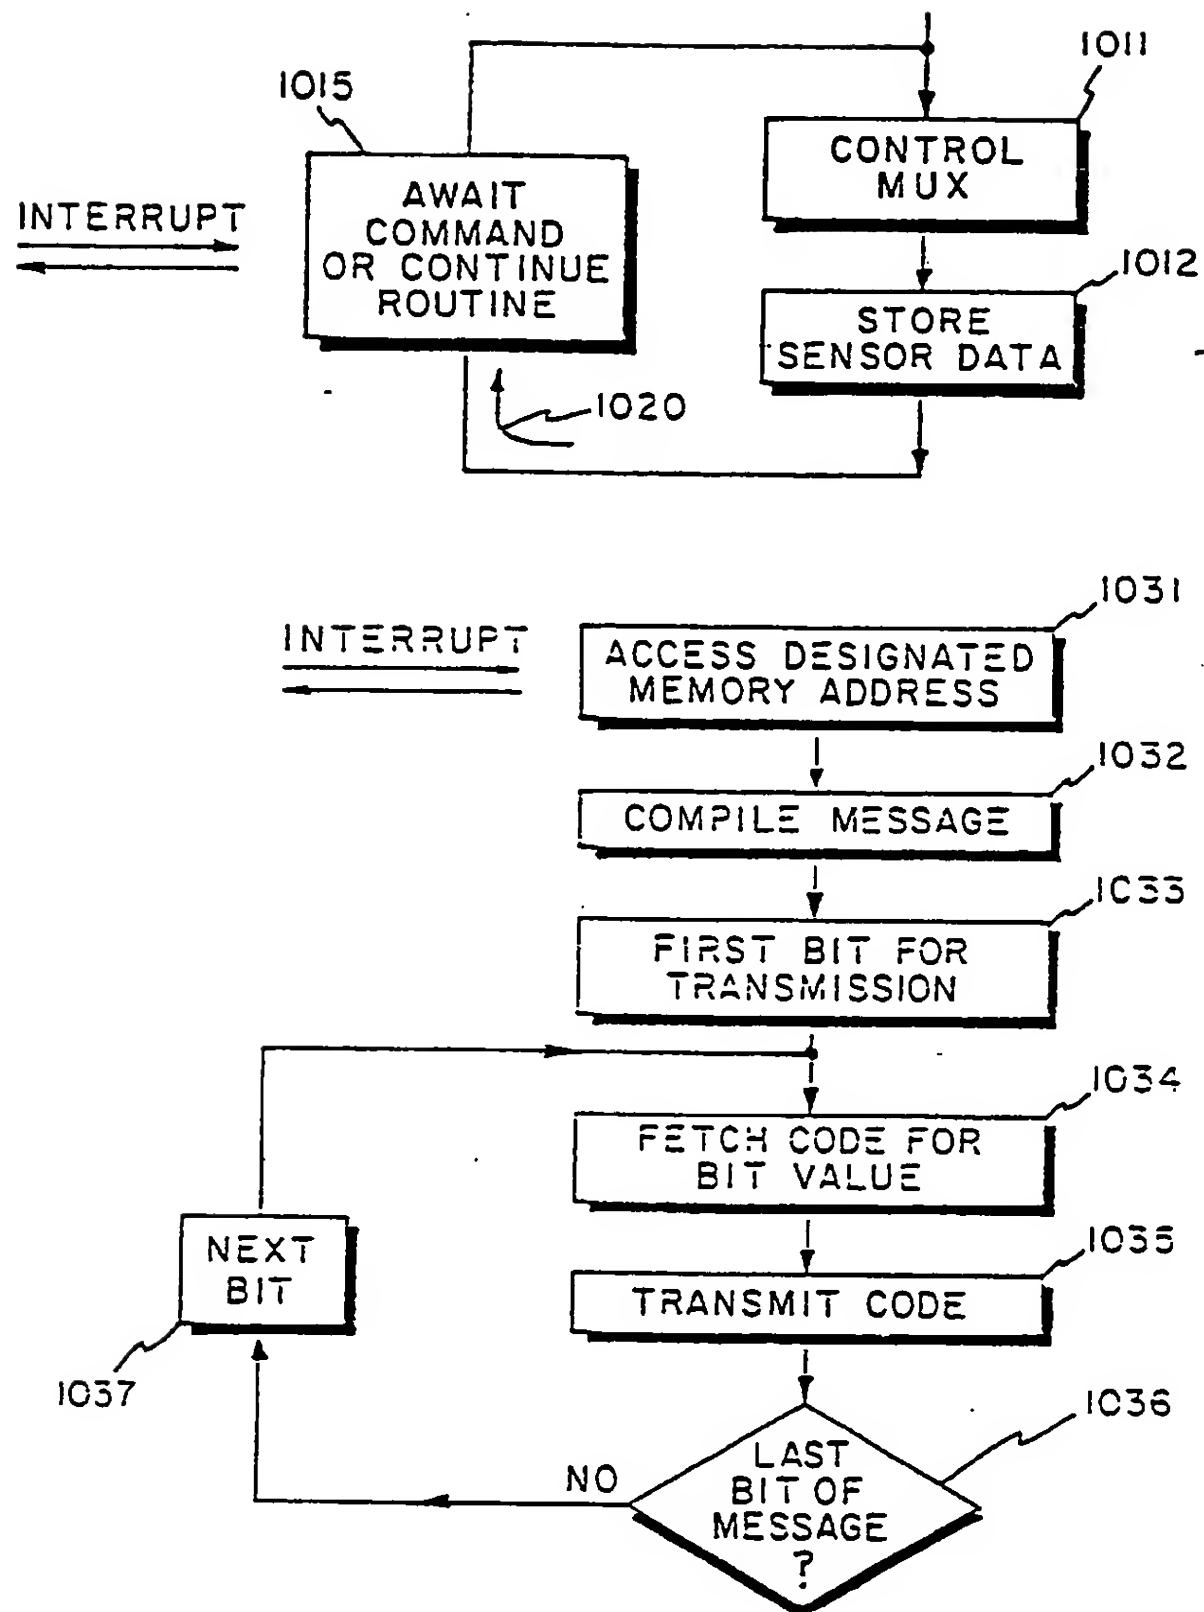 1011
1015
CONTROL
MUX
AWAIT
COMMAND
OR CONTINUE
ROUTINE
INTERRUPT
1012
STORE
SENSOR DATA
1020
1031
INTERRUPT
ACCESS DESIGNATED
MEMORY ADDRESS
1032
COMPILE MESSAGE
1033
FIRST BIT FOR
TRANSMISSION
1034
FETCH CODE FOR
BIT VALUE
NEXT
BIT
1035
TRANSMIT CODE
1037
1036
LAST
BIT OF
MESSAGE
?
NO